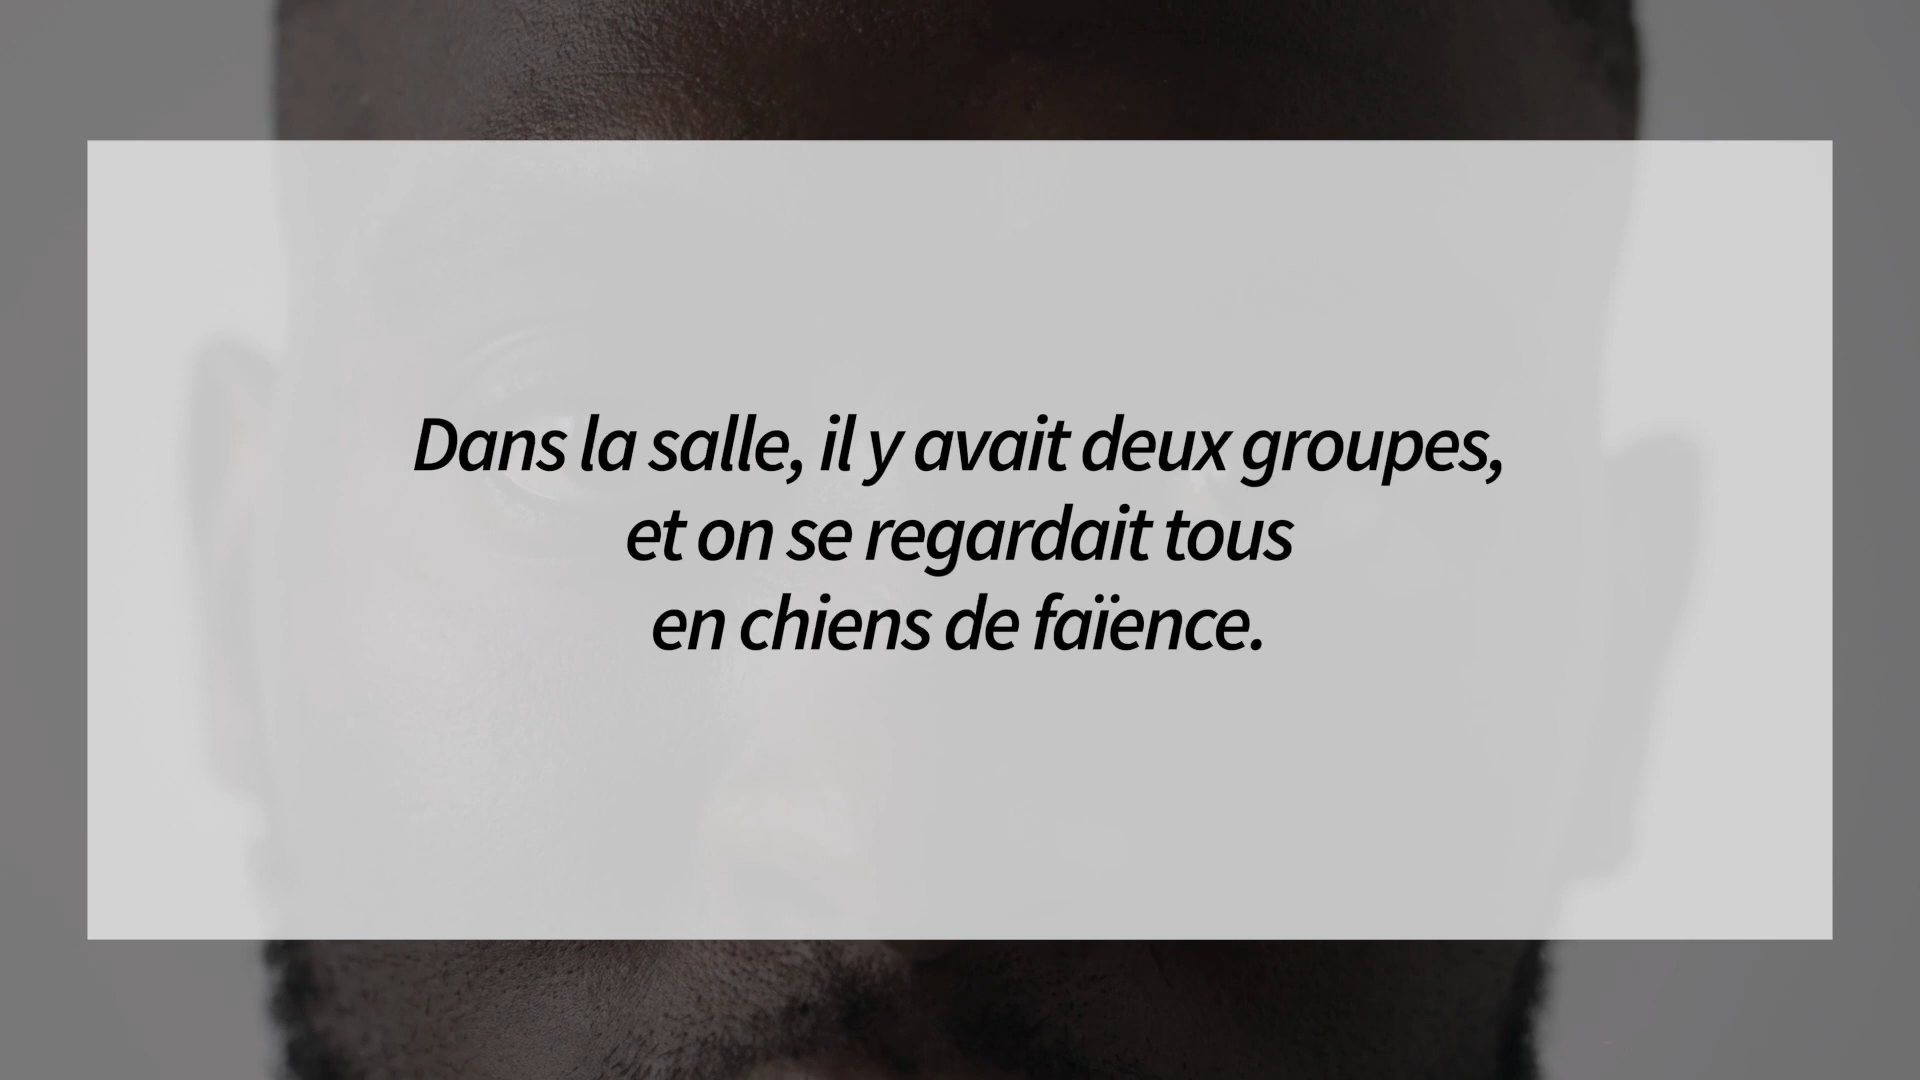 Dans la salle, il y avait deux groupes,
et on se regardait tous
en chiens de faïence.